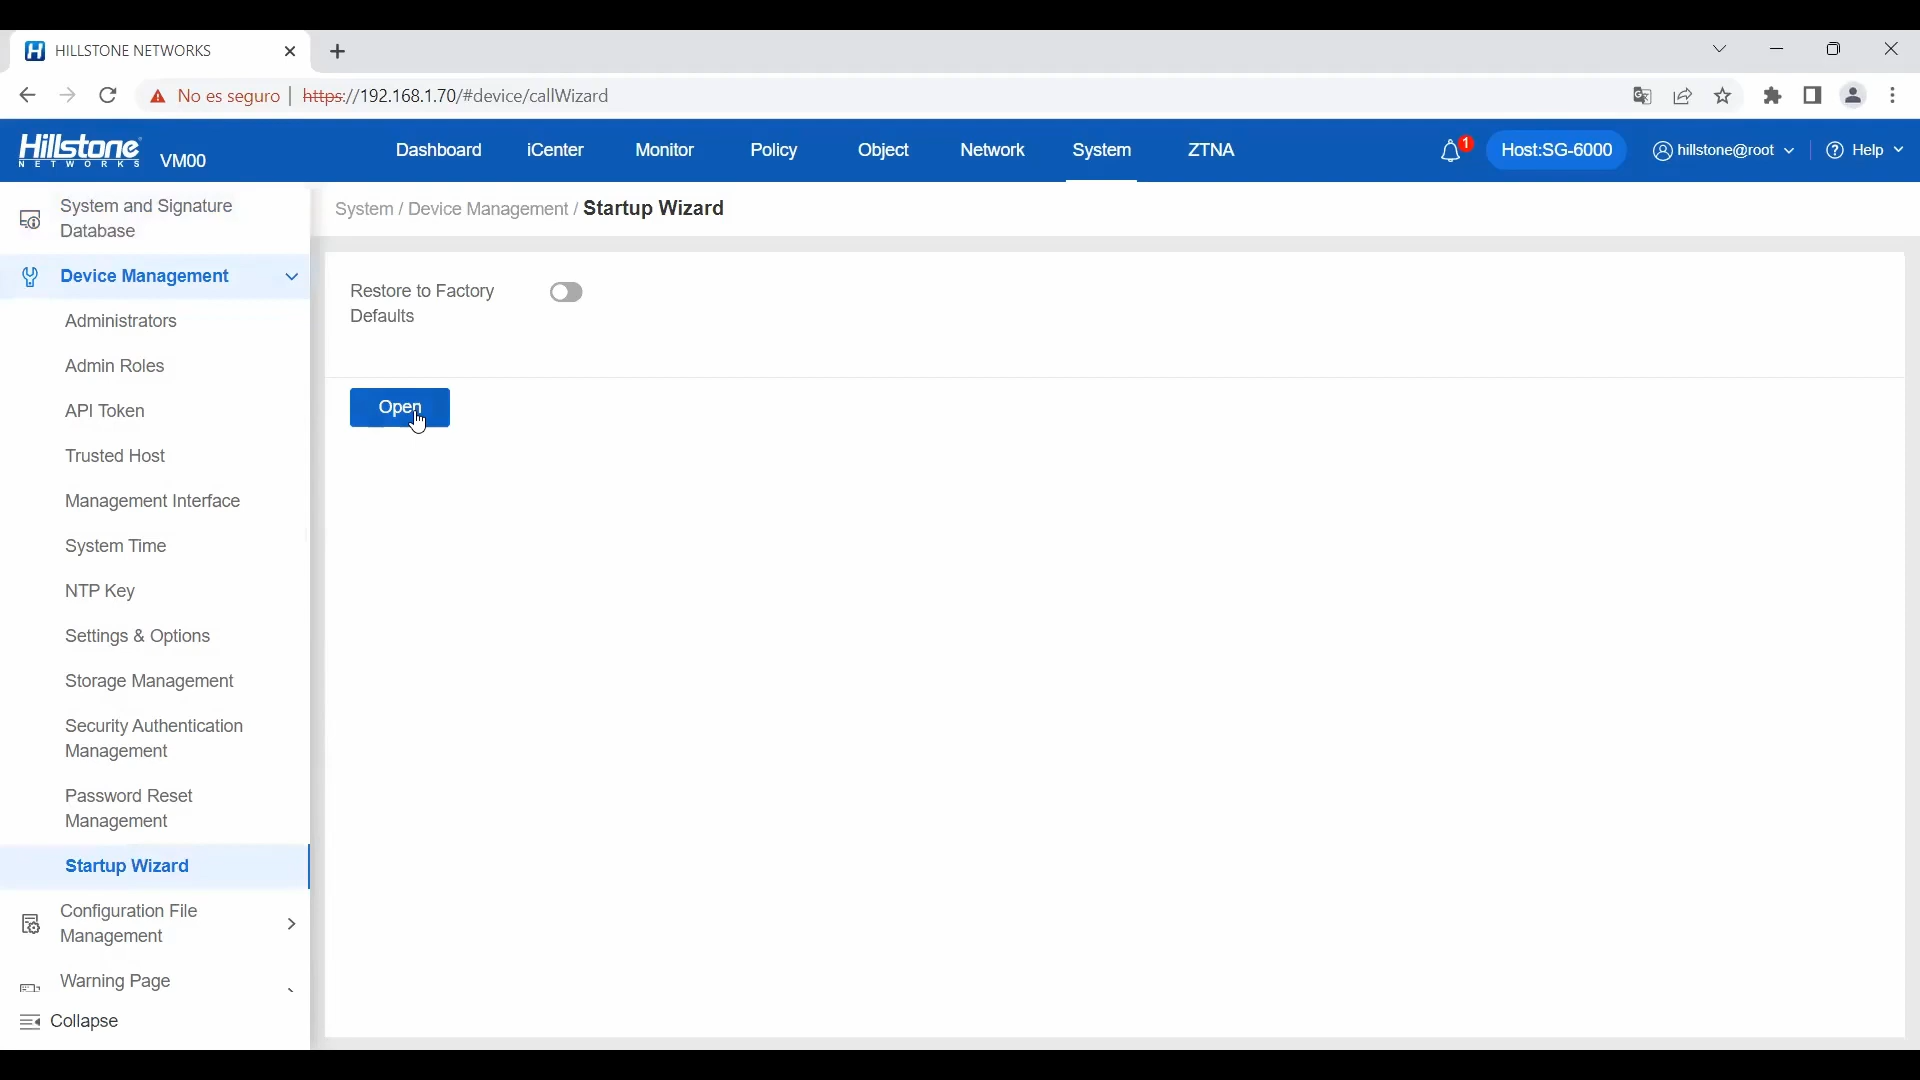 HILLSTONE NETWORKS
No es seguro https://192.168.1.70/#device/callWizard
Hillstone NETWORKS VM00 Dashboard iCenter Monitor Policy Object Network System ZTNA 1 Host:SG-6000 hillstone@root Help
System / Device Management / Startup Wizard
System and Signature
Database
Device Management
Administrators
Admin Roles
API Token
Trusted Host
Management Interface
System Time
NTP Key
Settings & Options
Storage Management
Security Authentication
Management
Password Reset
Management
Startup Wizard
Configuration File
Management
Warning Page
Collapse
Restore to Factory
Defaults
Open